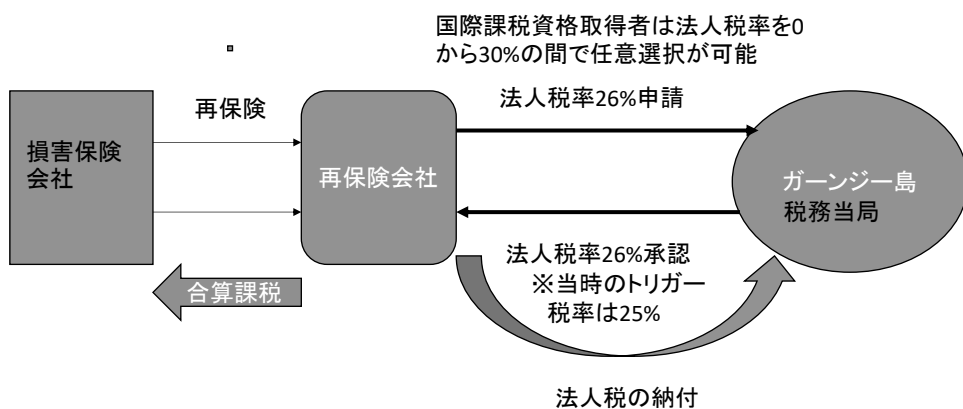 国際課税資格取得者は法人税率を0
から30%の間で任意選択が可能
法人税率26%申請
再保険
損害保険
会社
再保険会社
ガーンジー島
税務当局
法人税率26%承認
※当時のトリガー
税率は25%
合算課税
法人税の納付